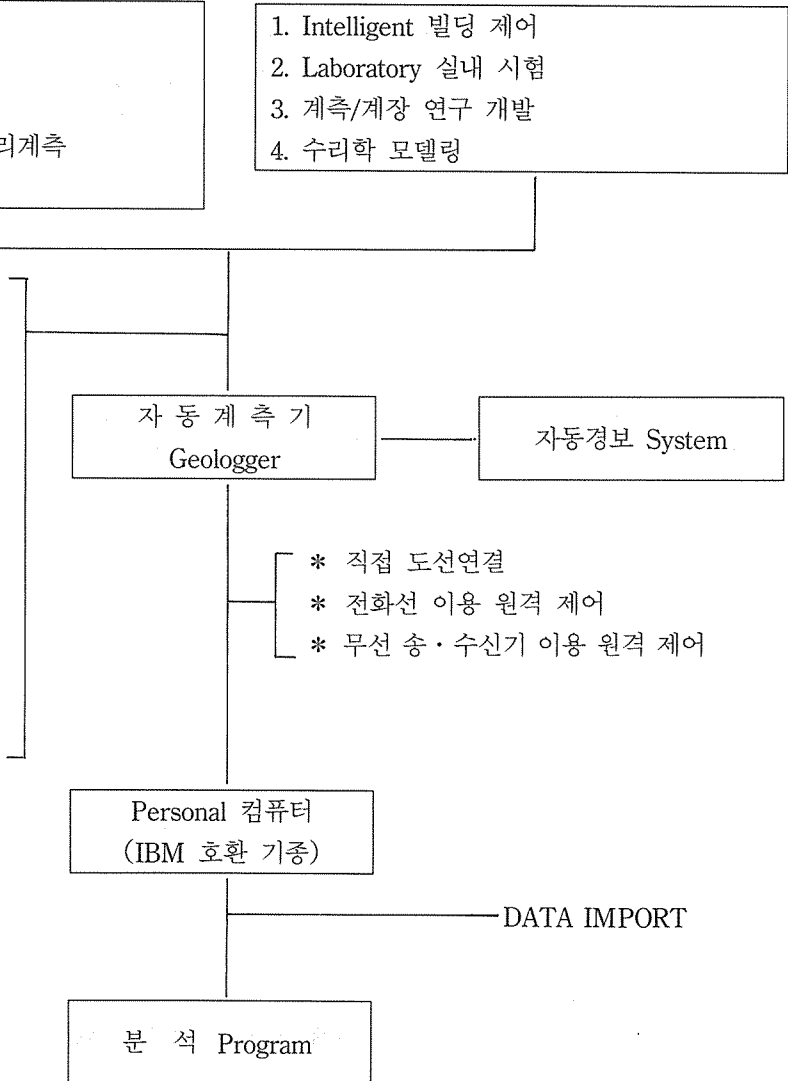 리계측
1. Intelligent 빌딩 제어
2. Laboratory 실내 시험
3. 계측/계장 연구 개발
4. 수리학 모델링
자 동 계 측 기
Geologger
자동경보 System
* 직접 도선연결
* 전화선 이용 원격 제어
* 무선 송·수신기 이용 원격 제어
Personal 컴퓨터
(IBM 호환 기종)
DATA IMPORT
분 석 Program